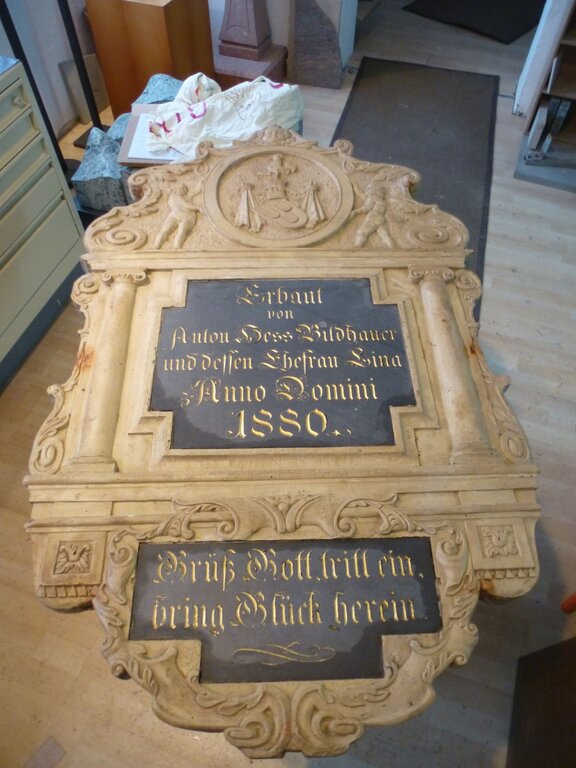 Erbaut
von
Anton Hess Bildhauer
und dessen Ehefrau Lina
Anno Domini
1880.
Grüß Gott, tritt ein,
bring Glück herein.